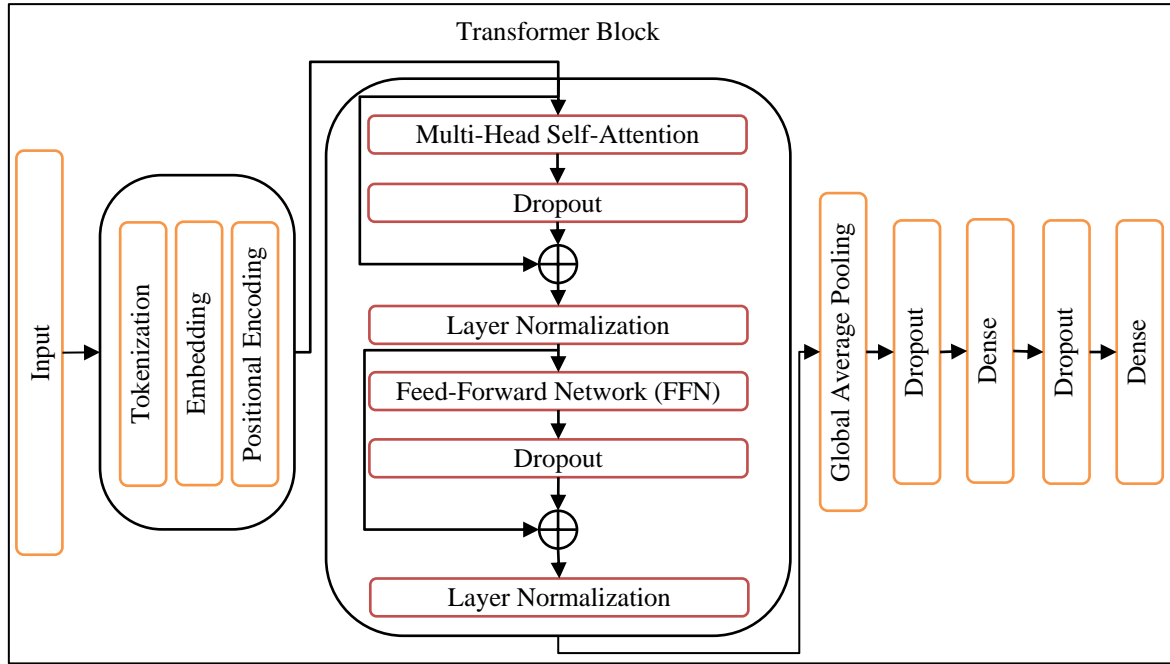 Transformer Block
Input
Tokenization
Embedding
Positional Encoding
Multi-Head Self-Attention
Dropout
Layer Normalization
Feed-Forward Network (FFN)
Dropout
Layer Normalization
Global Average Pooling
Dropout
Dense
Dropout
Dense